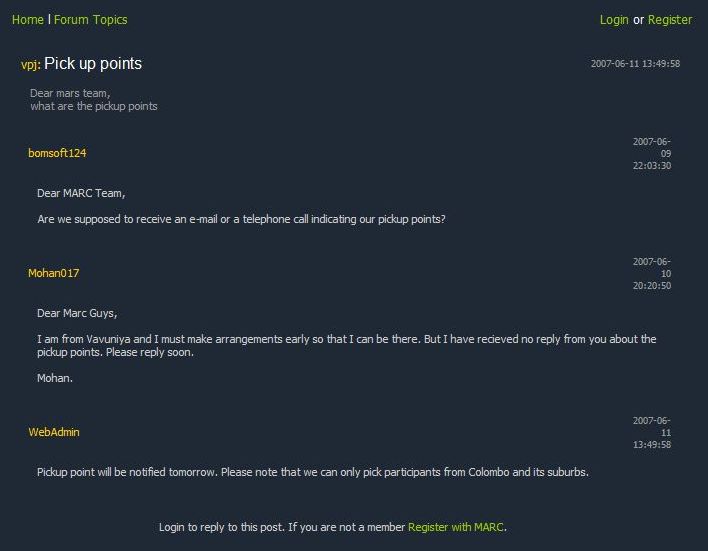 Home | Forum Topics
Login or Register
vpj: Pick up points
2007-06-11 13:49:58
Dear mars team,
what are the pickup points
bomsoft124
2007-06-
09
22:03:30
Dear MARC Team,
Are we supposed to receive an e-mail or a telephone call indicating our pickup points?
Mohan017
2007-06-
10
20:20:50
Dear Marc Guys,
I am from Vavuniya and I must make arrangements early so that I can be there. But I have recieved no reply from you about the
pickup points. Please reply soon.
Mohan.
WebAdmin
2007-06-
11
13:49:58
Pickup point will be notified tomorrow. Please note that we can only pick participants from Colombo and its suburbs.
Login to reply to this post. If you are not a member Register with MARC.